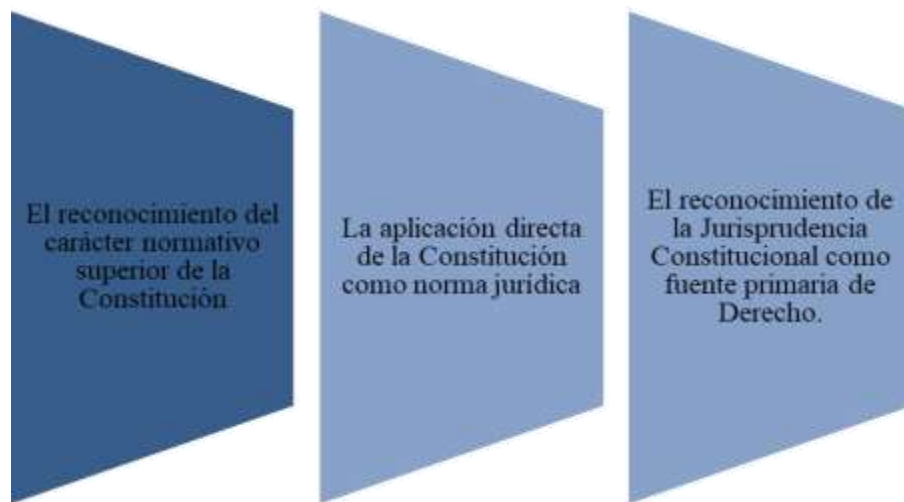 El reconocimiento del
carácter normativo
superior de la
Constitución
La aplicación directa
de la Constitución
como norma jurídica
El reconocimiento de
la Jurisprudencia
Constitucional como
fuente primaria de
Derecho.